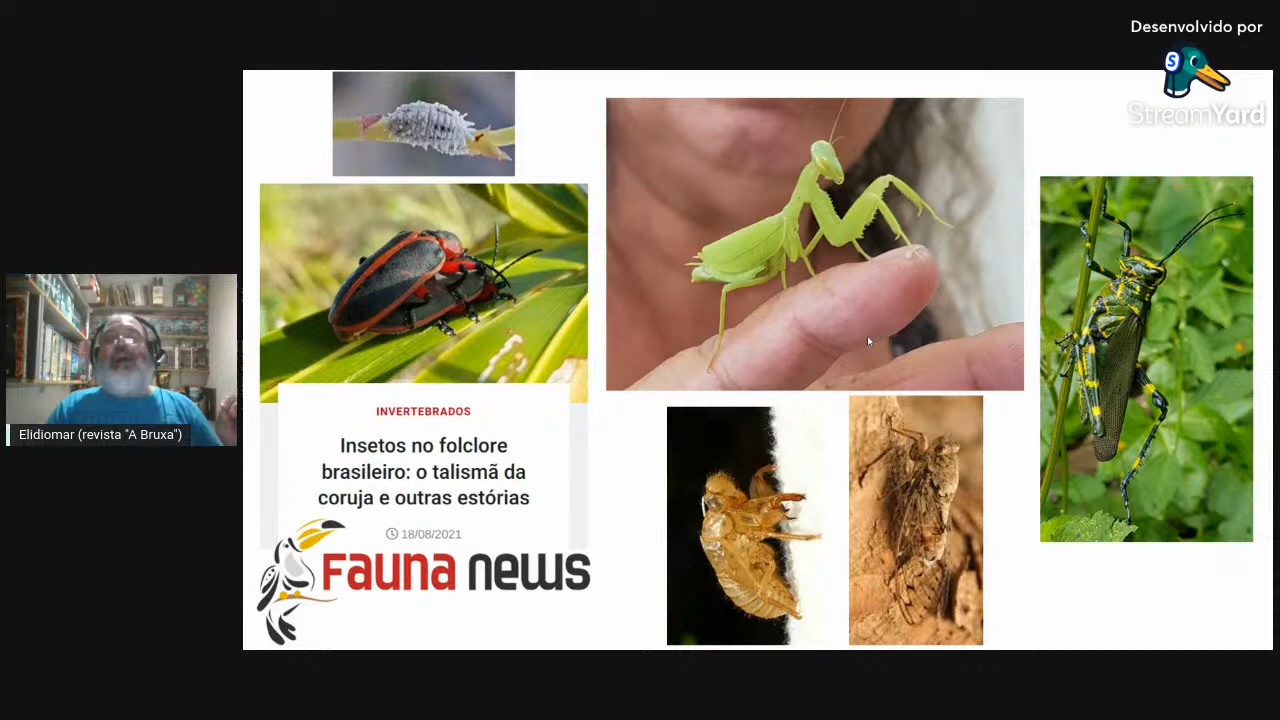 Desenvolvido por
S
StreamYard
INVERTEBRADOS
Insetos no folclore
brasileiro: o talismã da
coruja e outras estórias
18/08/2021
Fauna news
Elidiomar (revista "A Bruxa")